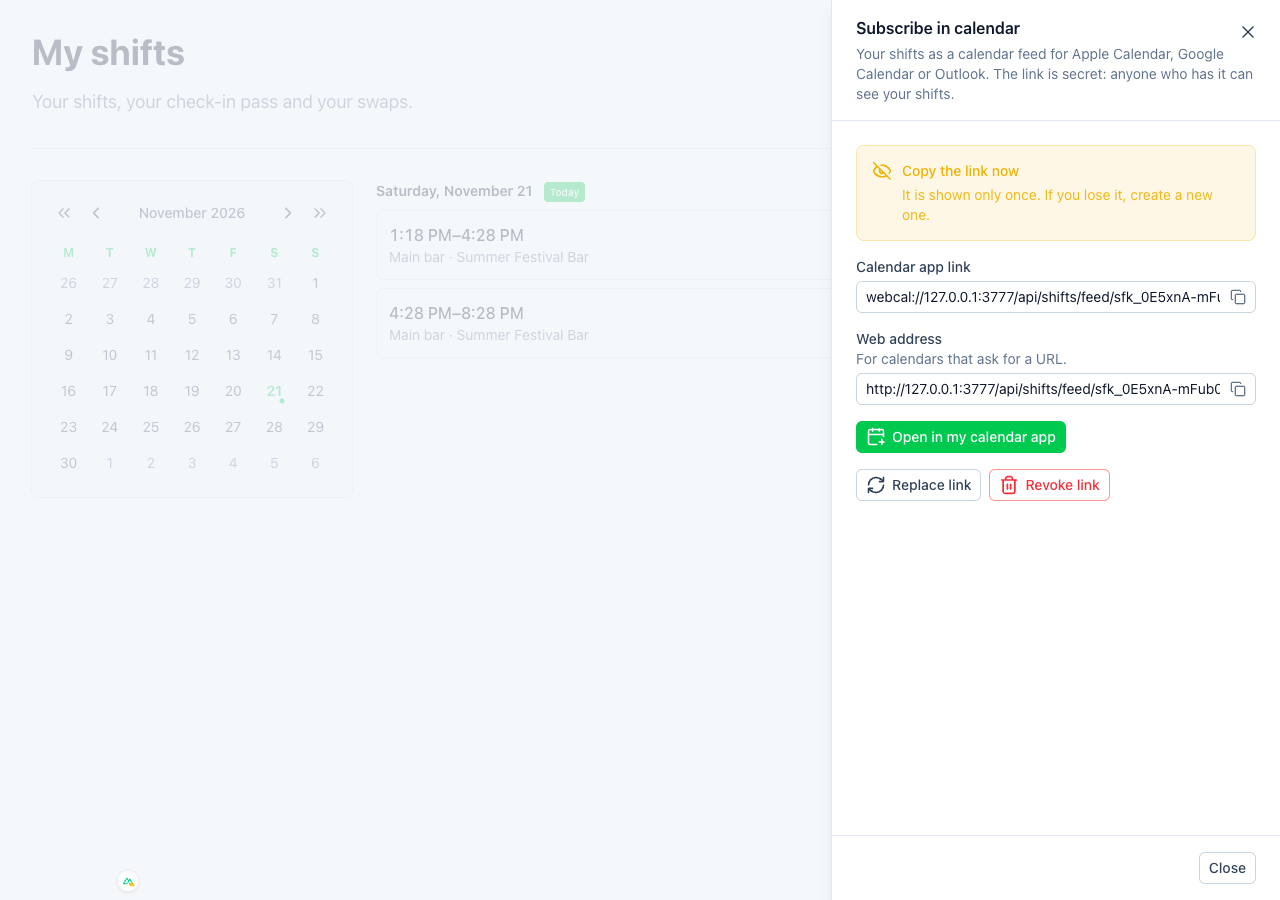 My shifts
Your shifts, your check-in pass and your swaps.
November 2026
M T W T F S S
26 27 28 29 30 31 1
2 3 4 5 6 7 8
9 10 11 12 13 14 15
16 17 18 19 20 21 22
23 24 25 26 27 28 29
30 1 2 3 4 5 6
Saturday, November 21 Today
1:18 PM–4:28 PM
Main bar · Summer Festival Bar
4:28 PM–8:28 PM
Main bar · Summer Festival Bar
Subscribe in calendar
Your shifts as a calendar feed for Apple Calendar, Google
Calendar or Outlook. The link is secret: anyone who has it can
see your shifts.
Copy the link now
It is shown only once. If you lose it, create a new
one.
Calendar app link
webcal://127.0.0.1:3777/api/shifts/feed/sfk_0E5xnA-mFu
Web address
For calendars that ask for a URL.
http://127.0.0.1:3777/api/shifts/feed/sfk_0E5xnA-mFub
Open in my calendar app
Replace link
Revoke link
Close